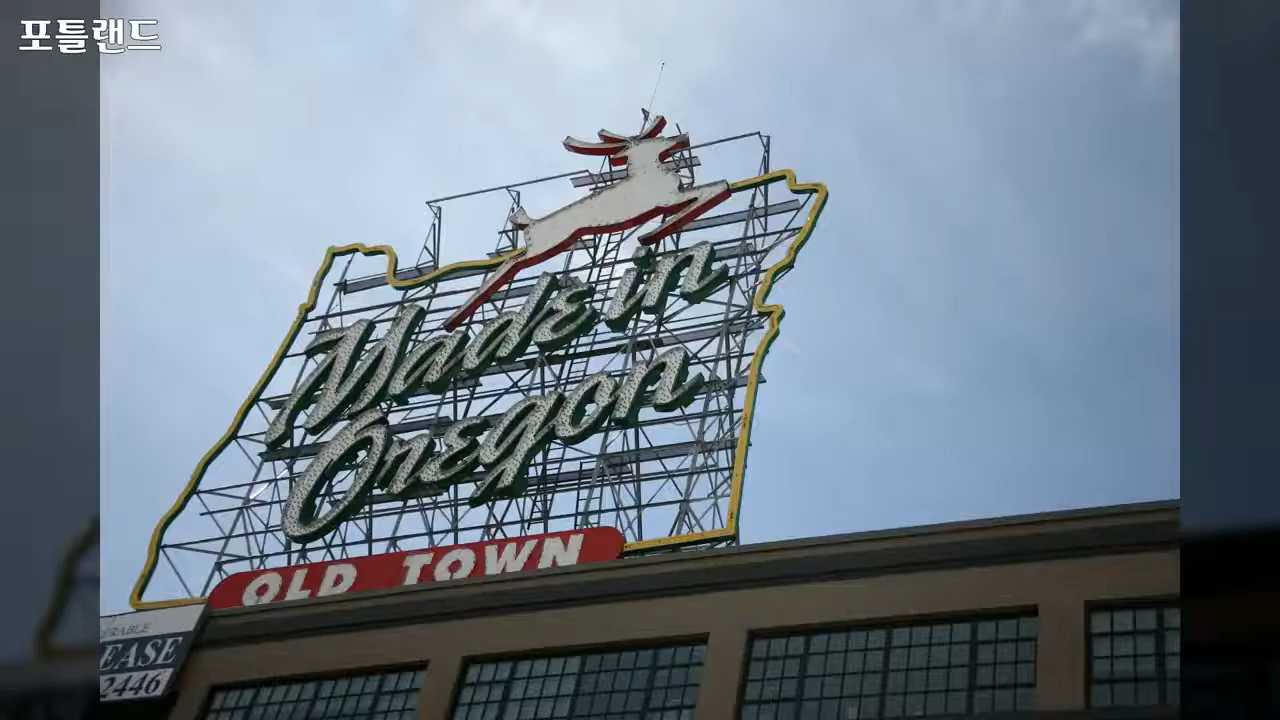 포틀랜드
Made in
Oregon
OLD TOWN
EASE
2446